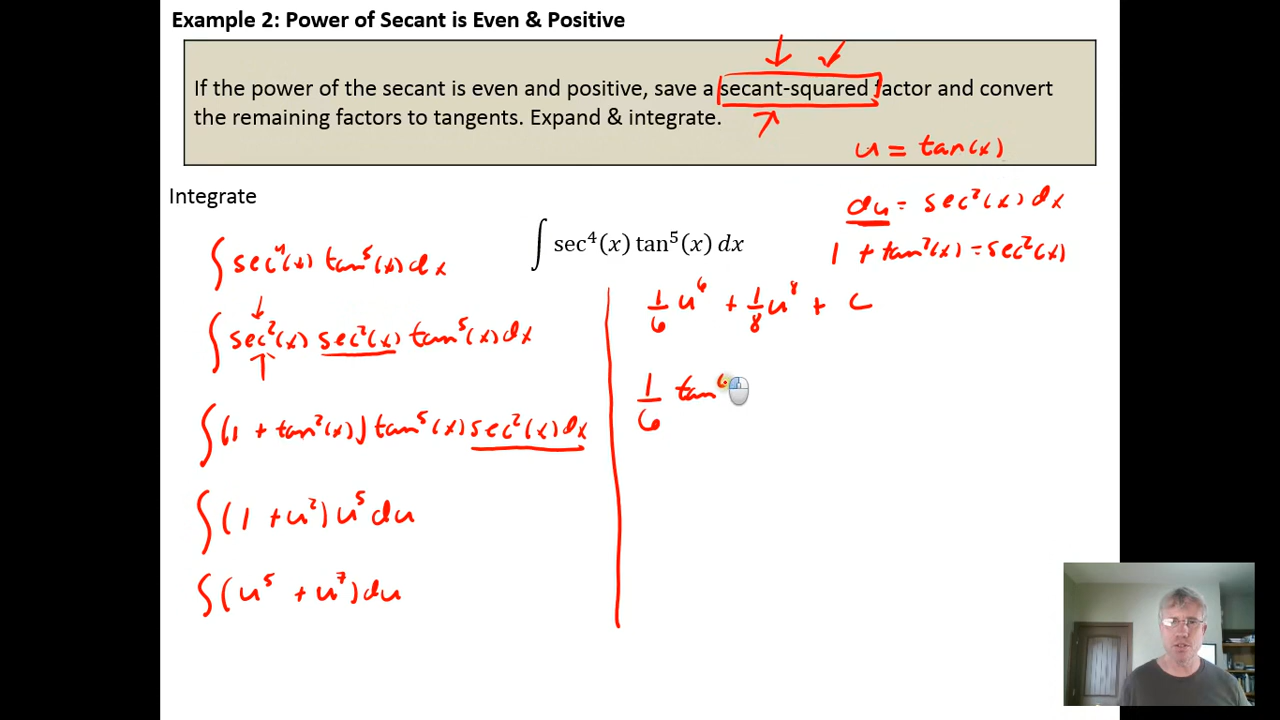 Example 2: Power of Secant is Even & Positive
If the power of the secant is even and positive, save a secant-squared factor and convert
the remaining factors to tangents. Expand & integrate.
u = tan(x)
du = sec²(x) dx
1 + tan²(x) = sec²(x)
Integrate
∫ sec⁴(x) tan⁵(x) dx
∫ sec⁴(x) tan⁵(x) dx
∫ sec²(x) sec²(x) tan⁵(x) dx
∫ (1 + tan²(x)) tan⁵(x) sec²(x) dx
∫ (1 + u²) u⁵ du
∫ (u⁵ + u⁷) du
1/6 u⁶ + 1/8 u⁸ + C
1/6 tan⁶